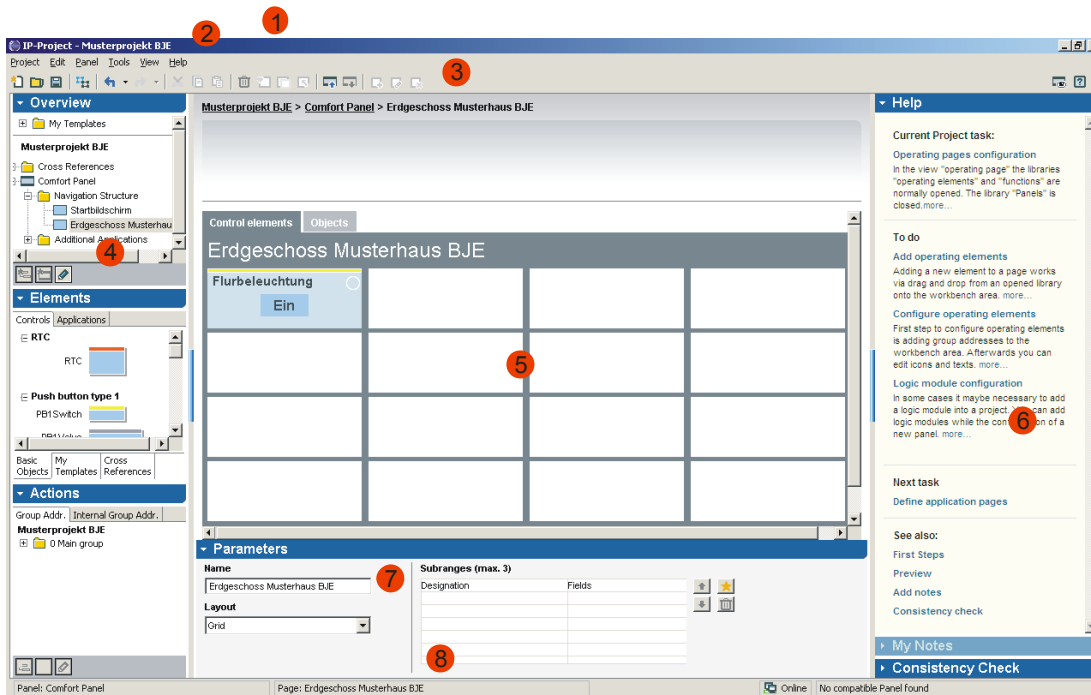 1
2
IP-Project - Musterprojekt BJE
Project Edit Panel Tools View Help
3
Overview
My Templates
Musterprojekt BJE
Cross References
Comfort Panel
Navigation Structure
Startbildschirm
Erdgeschoss Musterhau
Additional Applications
4
Elements
Controls Applications
RTC
RTC
Push button type 1
PB1Switch
PB1Value
Basic Objects
My Templates
Cross References
Actions
Group Addr. Internal Group Addr.
Musterprojekt BJE
0 Main group
Musterprojekt BJE > Comfort Panel > Erdgeschoss Musterhaus BJE
Control elements Objects
Erdgeschoss Musterhaus BJE
Flurbeleuchtung
Ein
5
Parameters
Name
Erdgeschoss Musterhaus BJE
7
Layout
Grid
Subranges (max. 3)
Designation Fields
8
Help
Current Project task:
Operating pages configuration
In the view "operating page" the libraries
"operating elements" and "functions" are
normally opened. The library "Panels" is
closed.more...
To do
Add operating elements
Adding a new element to a page works
via drag and drop from an opened library
onto the workbench area. more...
Configure operating elements
First step to configure operating elements
is adding group addresses to the
workbench area. Afterwards you can
edit icons and texts. more...
Logic module configuration
In some cases it maybe necessary to add
a logic module into a project. can add
logic modules while the of a
new panel. more...
6
Next task
Define application pages
See also:
First Steps
Preview
Add notes
Consistency check
My Notes
Consistency Check
Panel: Comfort Panel
Page: Erdgeschoss Musterhaus BJE
Online
No compatible Panel found